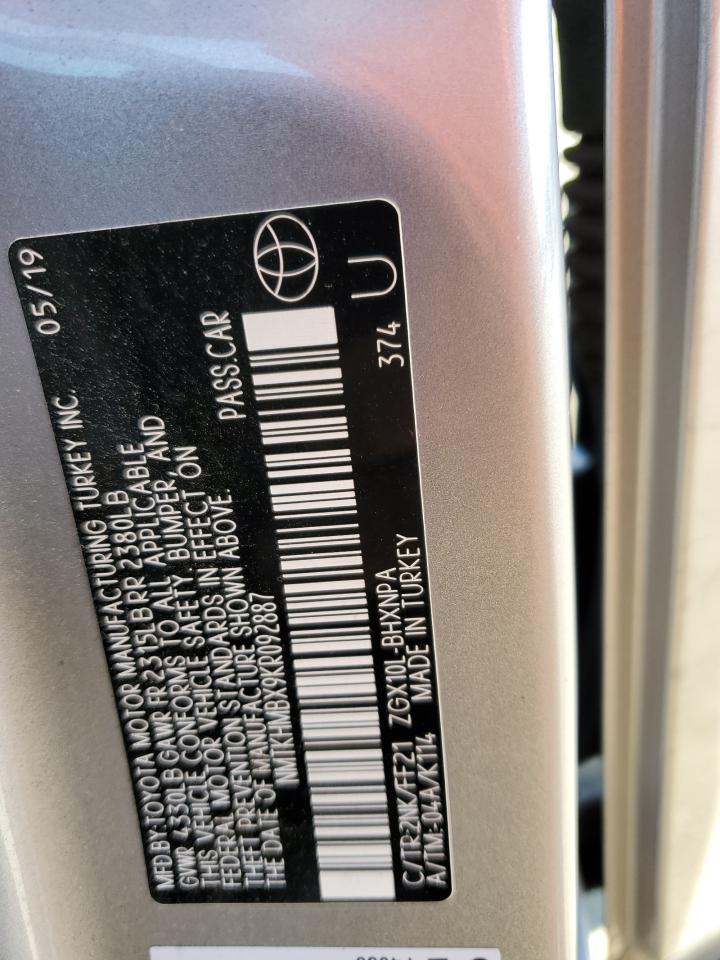 MFD BY: TOYOTA MOTOR MANUFACTURING TURKEY INC. 05/19
GVWR 4330LB GAWR FR 2315LB RR 2380LB
THIS VEHICLE CONFORMS TO ALL APPLICABLE
FEDERAL MOTOR VEHICLE SAFETY, BUMPER, AND
THEFT PREVENTION STANDARDS IN EFFECT ON
THE DATE OF MANUFACTURE SHOWN ABOVE.
NMTKHMBX9KR092887 PASS.CAR
C/TR:2NK/FF21 ZGX10L-BHXNPA 374 U
A/TM:-04A/K114 MADE IN TURKEY